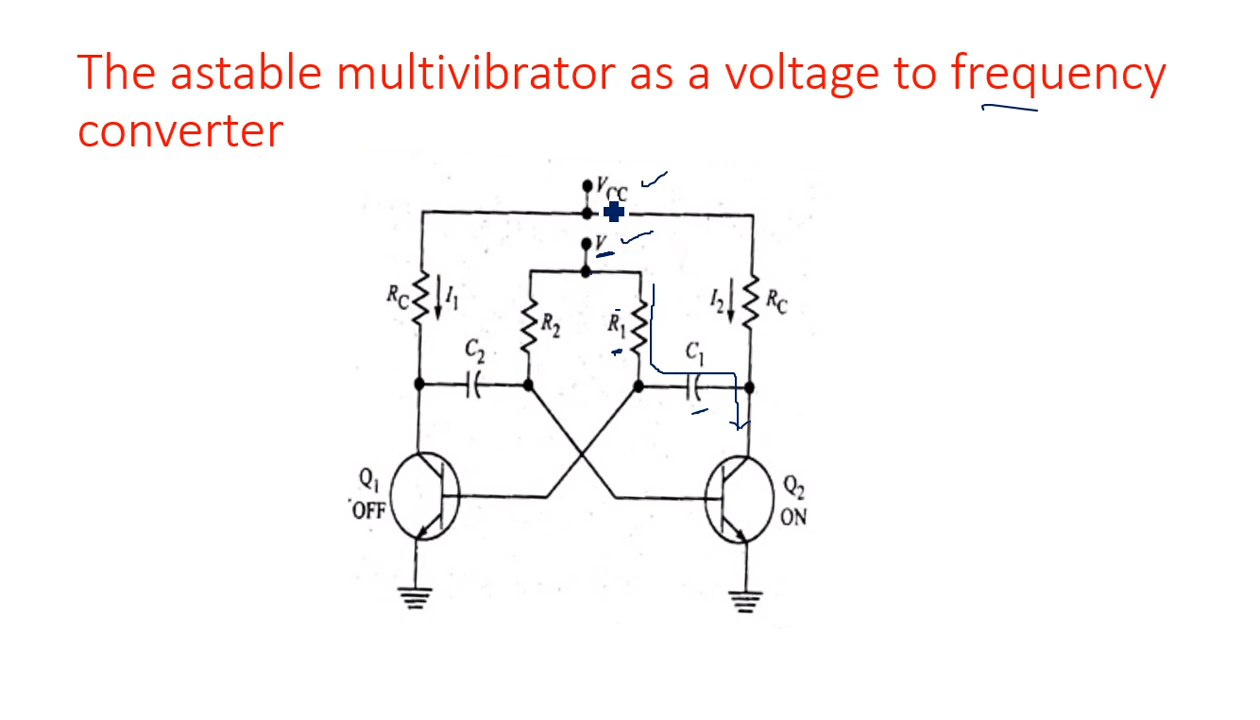 The astable multivibrator as a voltage to frequency
converter
VCC
V
RC I1
R2
R1
I2 RC
C2
C1
Q1
OFF
Q2
ON